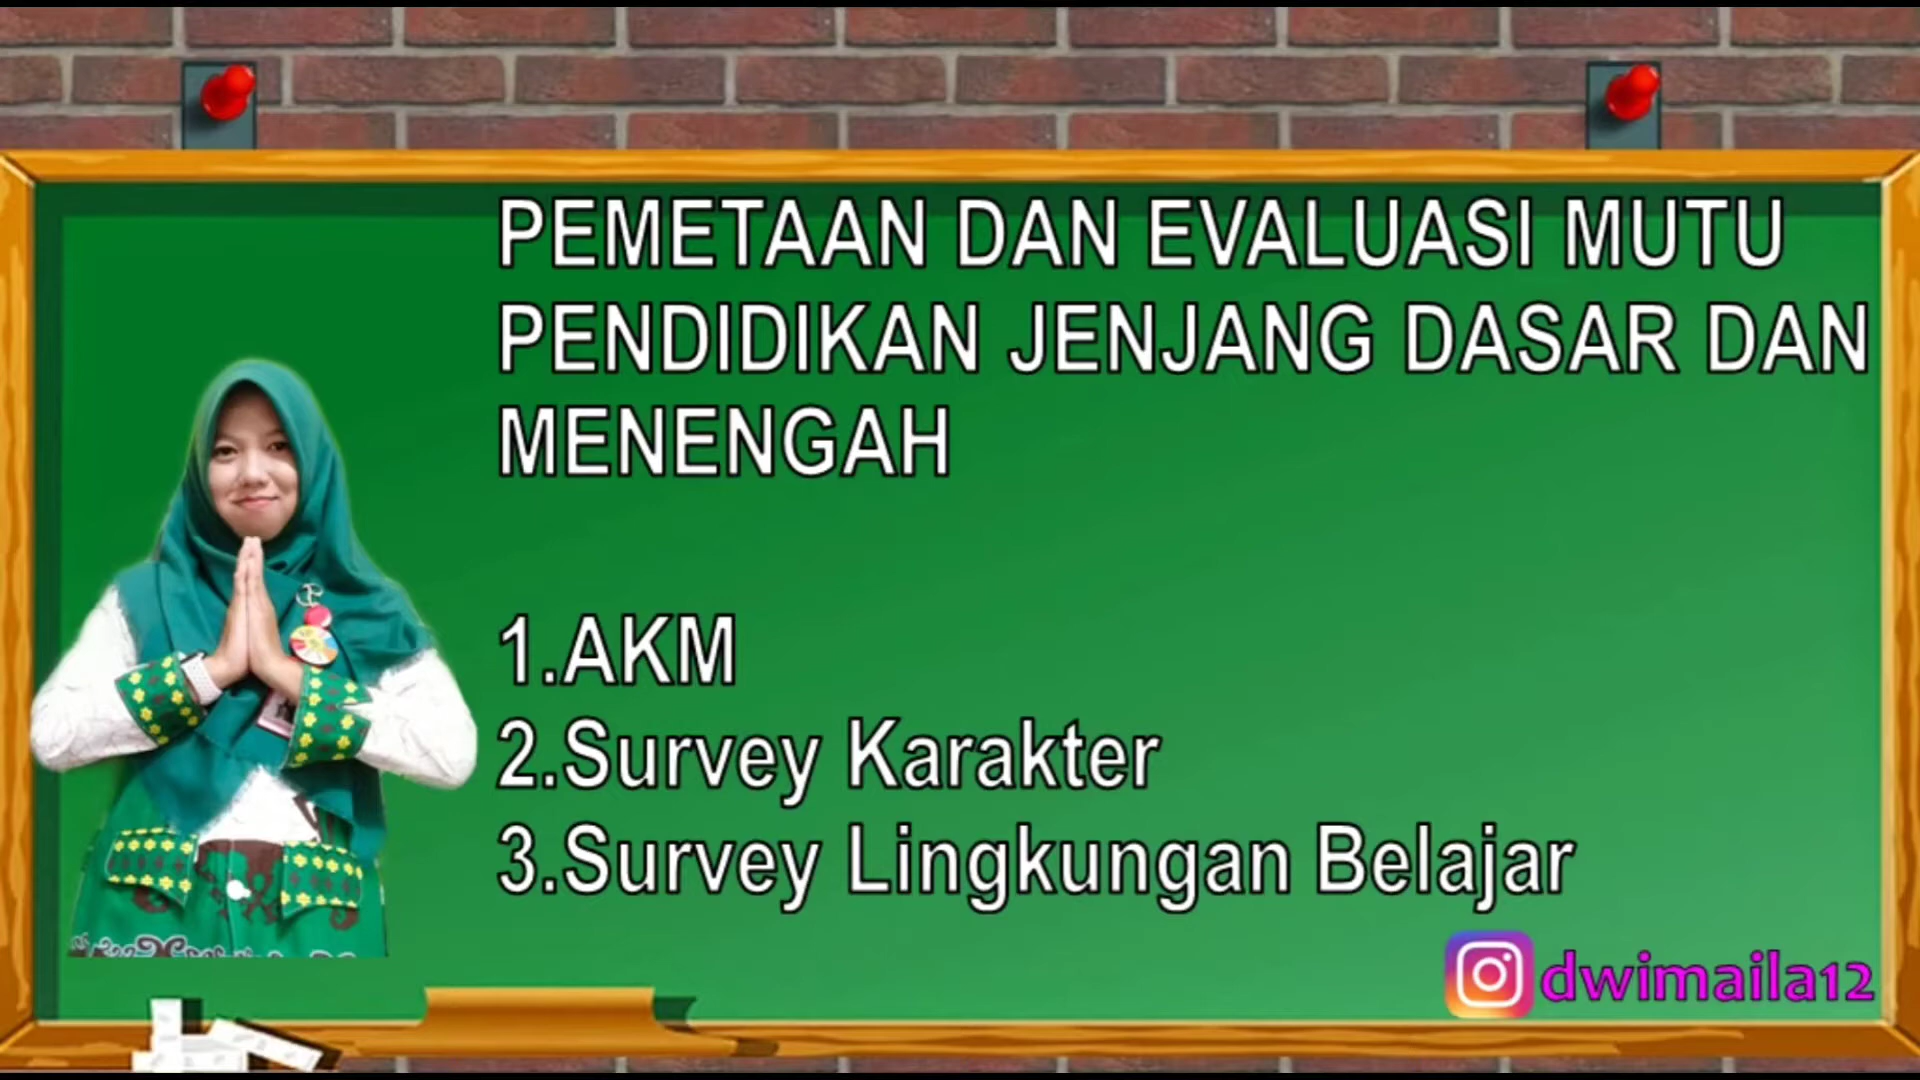 PEMETAAN DAN EVALUASI MUTU
PENDIDIKAN JENJANG DASAR DAN
MENENGAH
1.AKM
2.Survey Karakter
3.Survey Lingkungan Belajar
dwimaila12